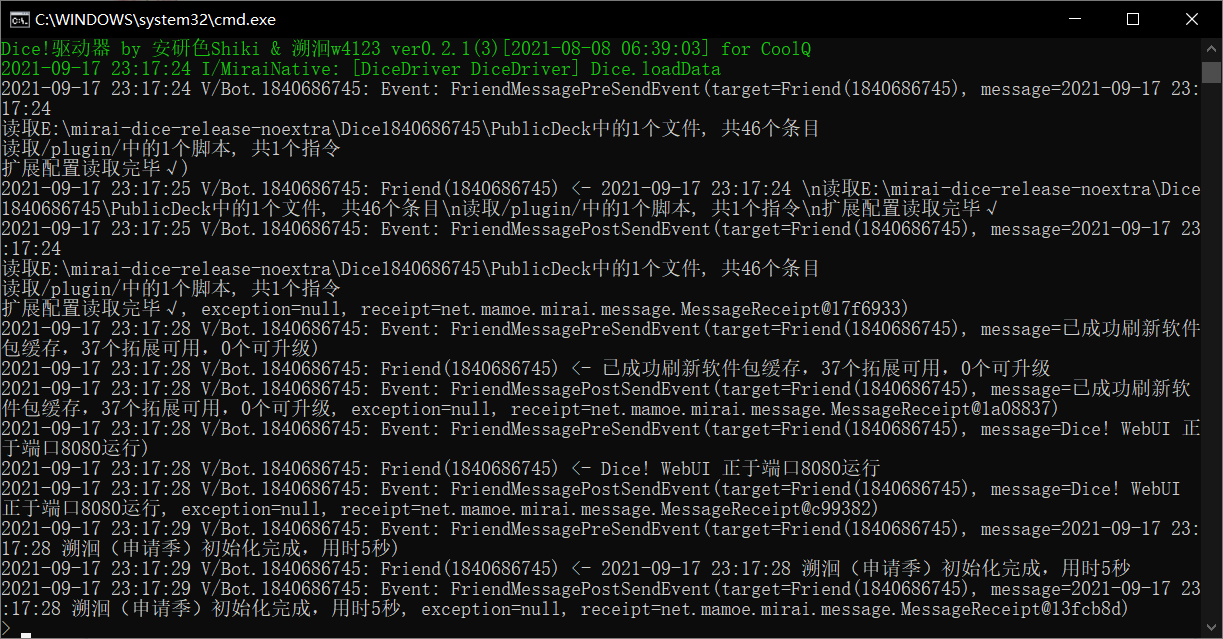 C:\WINDOWS\system32\cmd.exe
Dice!驱动器 by 安研色Shiki & 溯洄w4123 ver0.2.1(3)[2021-08-08 06:39:03] for CoolQ
2021-09-17 23:17:24 I/MiraiNative: [DiceDriver DiceDriver] Dice.loadData
2021-09-17 23:17:24 V/Bot.1840686745: Event: FriendMessagePreSendEvent(target=Friend(1840686745), message=2021-09-17 23:
17:24
读取E:\mirai-dice-release-noextra\Dice1840686745\PublicDeck中的1个文件, 共46个条目
读取/plugin/中的1个脚本, 共1个指令
扩展配置读取完毕√)
2021-09-17 23:17:25 V/Bot.1840686745: Friend(1840686745) <- 2021-09-17 23:17:24 \n读取E:\mirai-dice-release-noextra\Dice
1840686745\PublicDeck中的1个文件, 共46个条目\n读取/plugin/中的1个脚本, 共1个指令\n扩展配置读取完毕√
2021-09-17 23:17:25 V/Bot.1840686745: Event: FriendMessagePostSendEvent(target=Friend(1840686745), message=2021-09-17 23
:17:24
读取E:\mirai-dice-release-noextra\Dice1840686745\PublicDeck中的1个文件, 共46个条目
读取/plugin/中的1个脚本, 共1个指令
扩展配置读取完毕√, exception=null, receipt=net.mamoe.mirai.message.MessageReceipt@17f6933)
2021-09-17 23:17:28 V/Bot.1840686745: Event: FriendMessagePreSendEvent(target=Friend(1840686745), message=已成功刷新软件
包缓存，37个拓展可用，0个可升级)
2021-09-17 23:17:28 V/Bot.1840686745: Friend(1840686745) <- 已成功刷新软件包缓存，37个拓展可用，0个可升级
2021-09-17 23:17:28 V/Bot.1840686745: Event: FriendMessagePostSendEvent(target=Friend(1840686745), message=已成功刷新软
件包缓存，37个拓展可用，0个可升级, exception=null, receipt=net.mamoe.mirai.message.MessageReceipt@1a08837)
2021-09-17 23:17:28 V/Bot.1840686745: Event: FriendMessagePreSendEvent(target=Friend(1840686745), message=Dice! WebUI 正
于端口8080运行)
2021-09-17 23:17:28 V/Bot.1840686745: Friend(1840686745) <- Dice! WebUI 正于端口8080运行
2021-09-17 23:17:28 V/Bot.1840686745: Event: FriendMessagePostSendEvent(target=Friend(1840686745), message=Dice! WebUI
正于端口8080运行, exception=null, receipt=net.mamoe.mirai.message.MessageReceipt@c99382)
2021-09-17 23:17:29 V/Bot.1840686745: Event: FriendMessagePreSendEvent(target=Friend(1840686745), message=2021-09-17 23:
17:28 溯洄（申请季）初始化完成，用时5秒)
2021-09-17 23:17:29 V/Bot.1840686745: Friend(1840686745) <- 2021-09-17 23:17:28 溯洄（申请季）初始化完成，用时5秒
2021-09-17 23:17:29 V/Bot.1840686745: Event: FriendMessagePostSendEvent(target=Friend(1840686745), message=2021-09-17 23
:17:28 溯洄（申请季）初始化完成，用时5秒, exception=null, receipt=net.mamoe.mirai.message.MessageReceipt@13fcb8d)
>